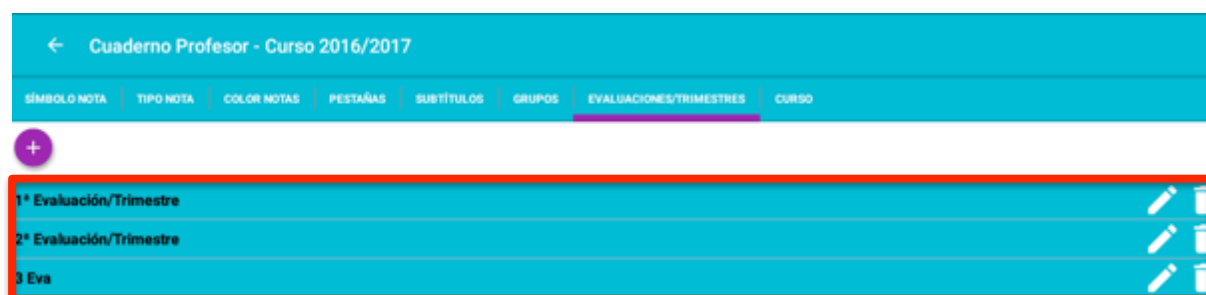 Cuaderno Profesor - Curso 2016/2017
SÍMBOLO NOTA TIPO NOTA COLOR NOTAS PESTAÑAS SUBTÍTULOS GRUPOS EVALUACIONES/TRIMESTRES CURSO
1ª Evaluación/Trimestre
2ª Evaluación/Trimestre
3 Eva